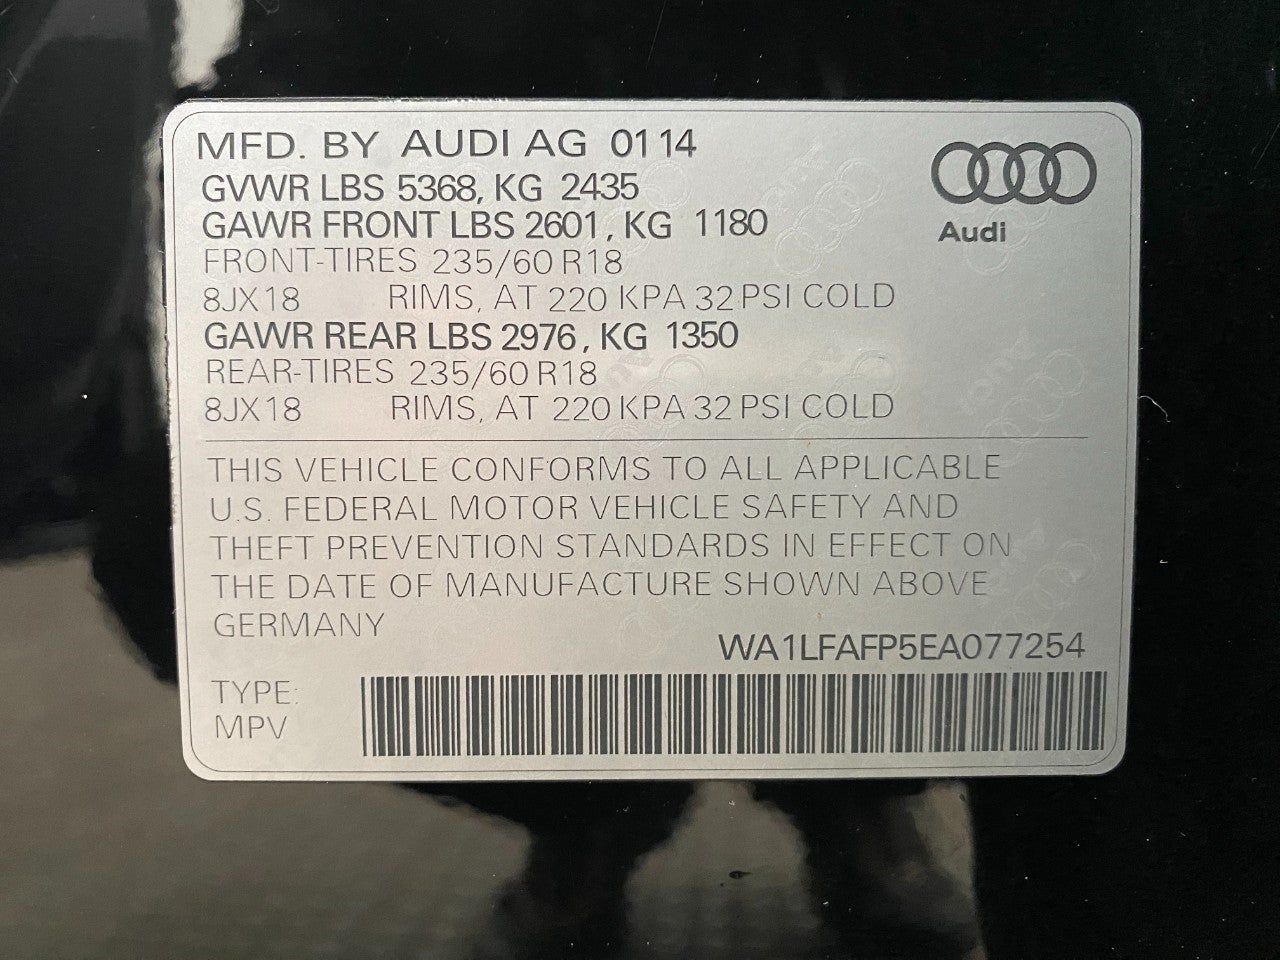 MFD. BY AUDI AG 0114
GVWR LBS 5368, KG 2435
GAWR FRONT LBS 2601, KG 1180
FRONT-TIRES 235/60 R18
8JX18 RIMS, AT 220 KPA 32 PSI COLD
GAWR REAR LBS 2976, KG 1350
REAR-TIRES 235/60 R18
8JX18 RIMS, AT 220 KPA 32 PSI COLD
Audi
THIS VEHICLE CONFORMS TO ALL APPLICABLE
U.S. FEDERAL MOTOR VEHICLE SAFETY AND
THEFT PREVENTION STANDARDS IN EFFECT ON
THE DATE OF MANUFACTURE SHOWN ABOVE
GERMANY
WA1LFAFP5EA077254
TYPE:
MPV